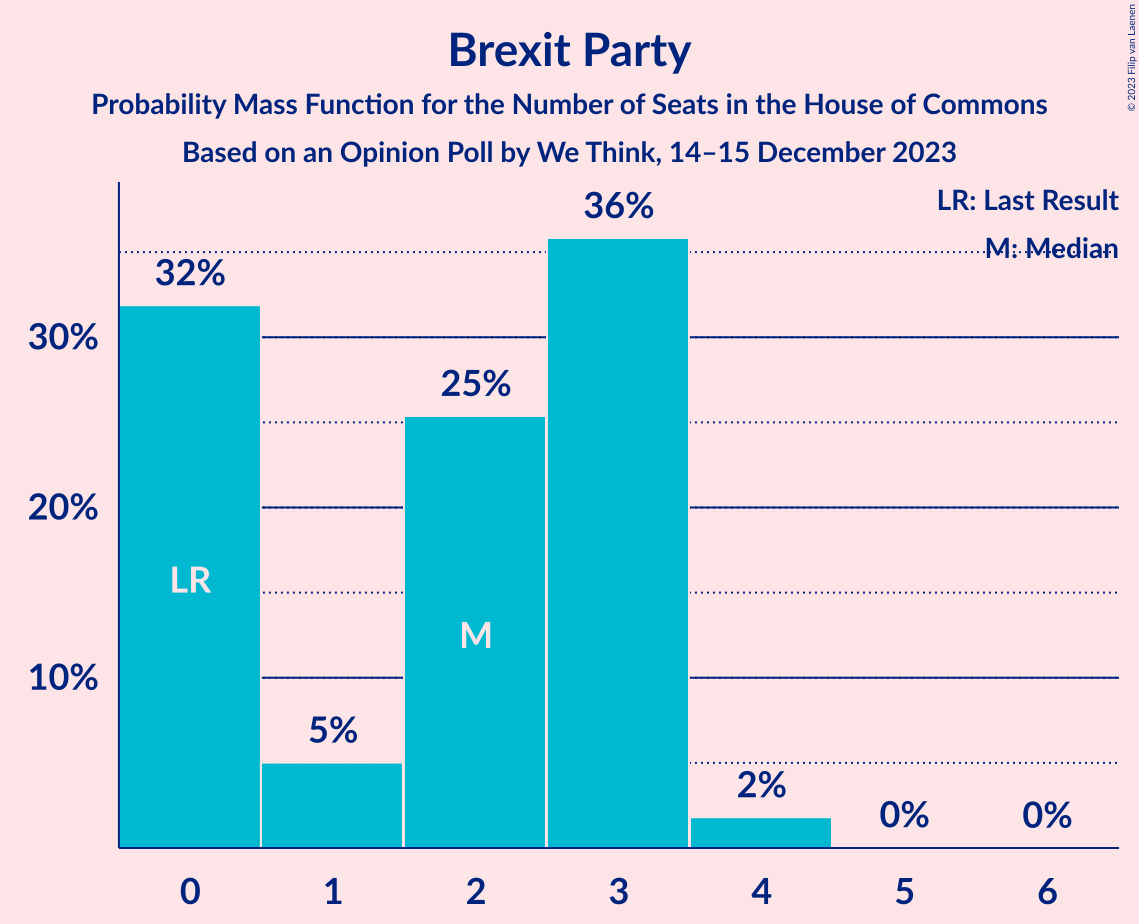 Brexit Party
Probability Mass Function for the Number of Seats in the House of Commons
Based on an Opinion Poll by We Think, 14–15 December 2023
© 2023 Filip van Laenen
LR: Last Result
M: Median
36%
32%
30%
25%
20%
LR
M
10%
5%
2%
0%
0%
0
1
2
3
4
5
6